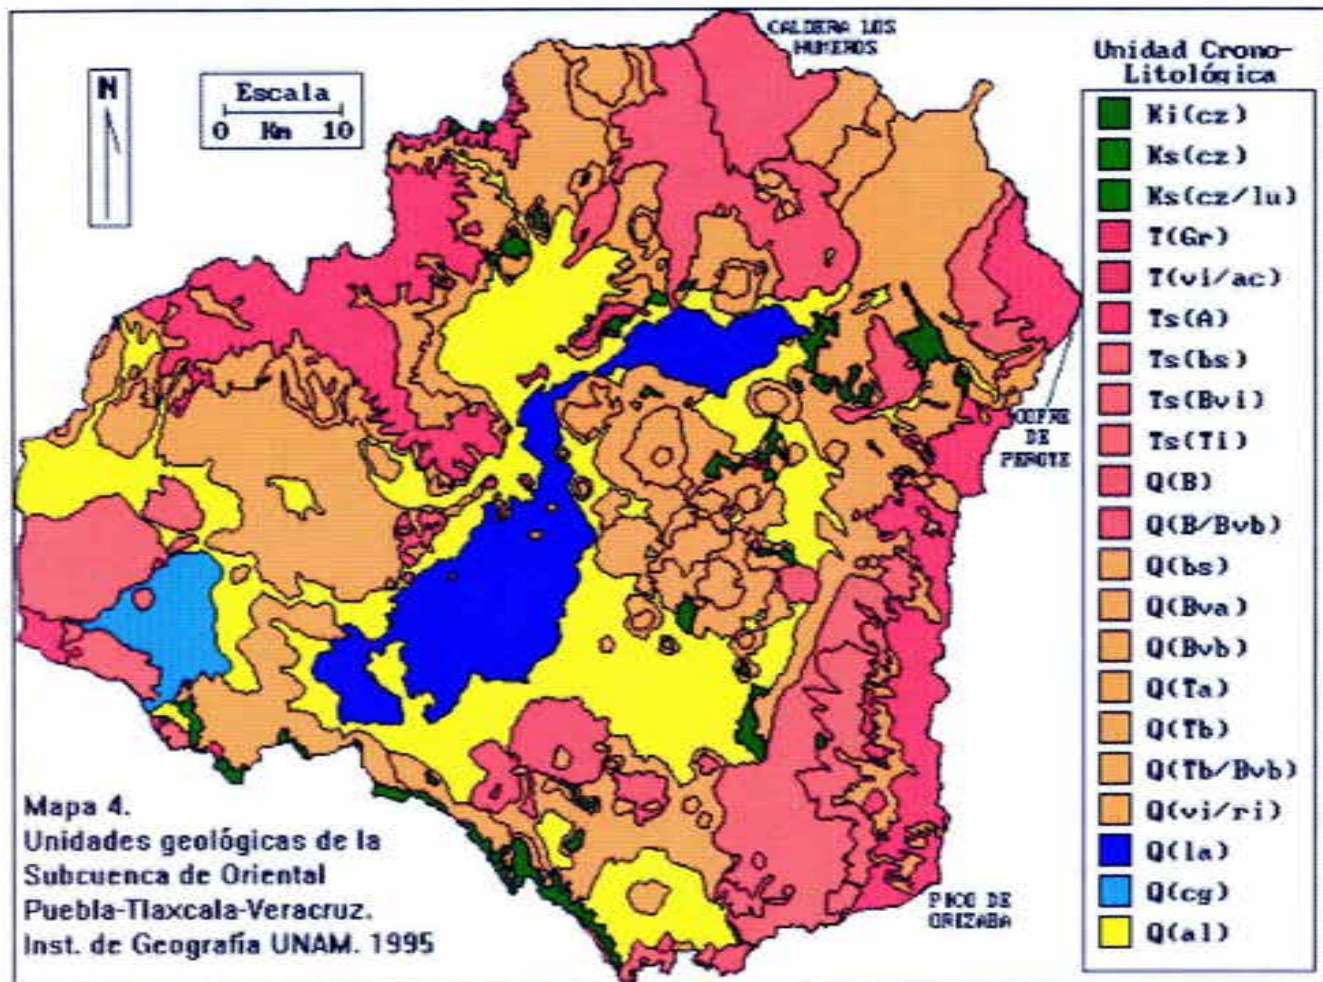 CALDERA LOS
HUMEROS
N
Escala
0 Km 10
COFRE
DE
PEROTE
PICO DE
ORIZABA
Mapa 4.
Unidades geológicas de la
Subcuenca de Oriental
Puebla-Tlaxcala-Veracruz.
Inst. de Geografía UNAM. 1995
Unidad Crono-
Litológica
Ki(cz)
Ks(cz)
Ks(cz/lu)
T(Gr)
T(vi/ac)
Ts(A)
Ts(bs)
Ts(Bvi)
Ts(Ti)
Q(B)
Q(B/Bvb)
Q(bs)
Q(Bva)
Q(Bvb)
Q(Ta)
Q(Tb)
Q(Tb/Bvb)
Q(vi/ri)
Q(la)
Q(cg)
Q(al)